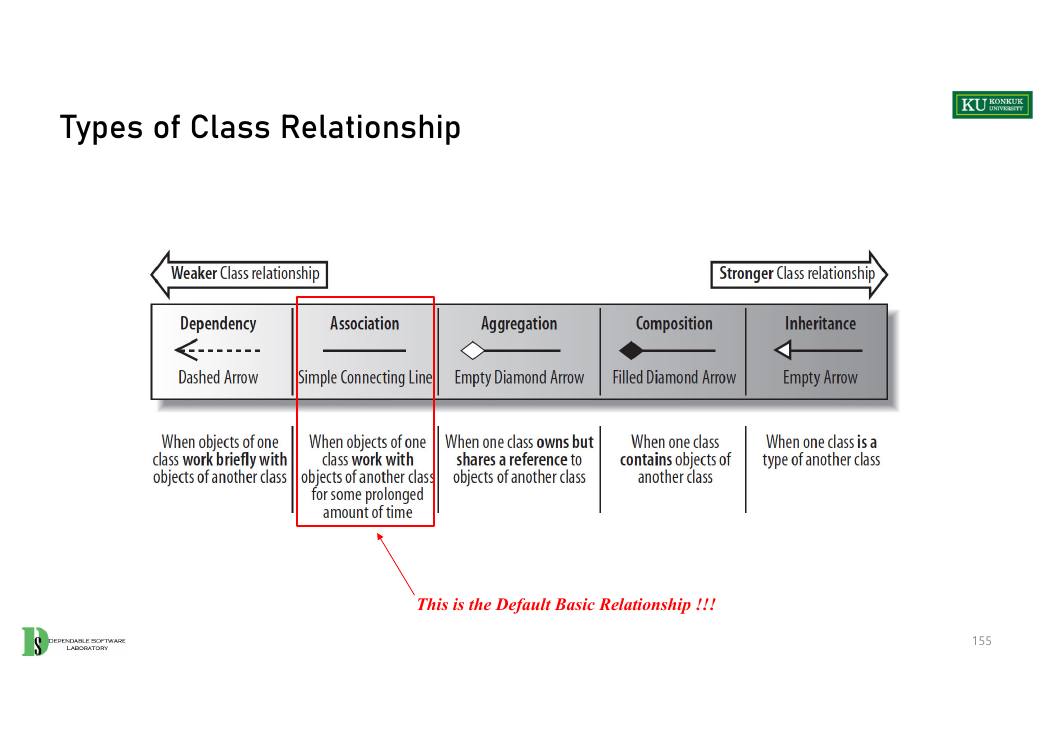 Types of Class Relationship
KU KONKUK
UNIVERSITY
Weaker Class relationship
Stronger Class relationship
Dependency
Association
Aggregation
Composition
Inheritance
Dashed Arrow
Simple Connecting Line
Empty Diamond Arrow
Filled Diamond Arrow
Empty Arrow
When objects of one
class work briefly with
objects of another class
When objects of one
class work with
objects of another class
for some prolonged
amount of time
When one class owns but
shares a reference to
objects of another class
When one class
contains objects of
another class
When one class is a
type of another class
This is the Default Basic Relationship !!!
DS DEPENDABLE SOFTWARE
LABORATORY
155